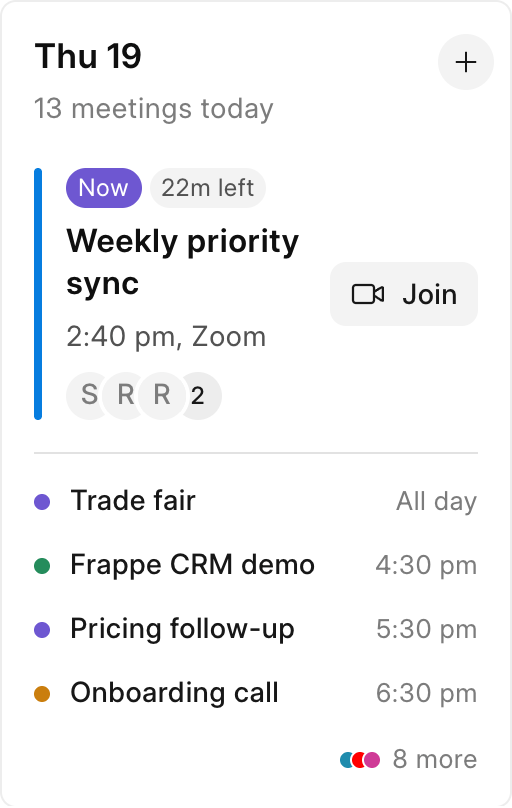 Thu 19
13 meetings today
Now 22m left
Weekly priority
sync
Join
2:40 pm, Zoom
S R R 2
Trade fair All day
Frappe CRM demo 4:30 pm
Pricing follow-up 5:30 pm
Onboarding call 6:30 pm
8 more